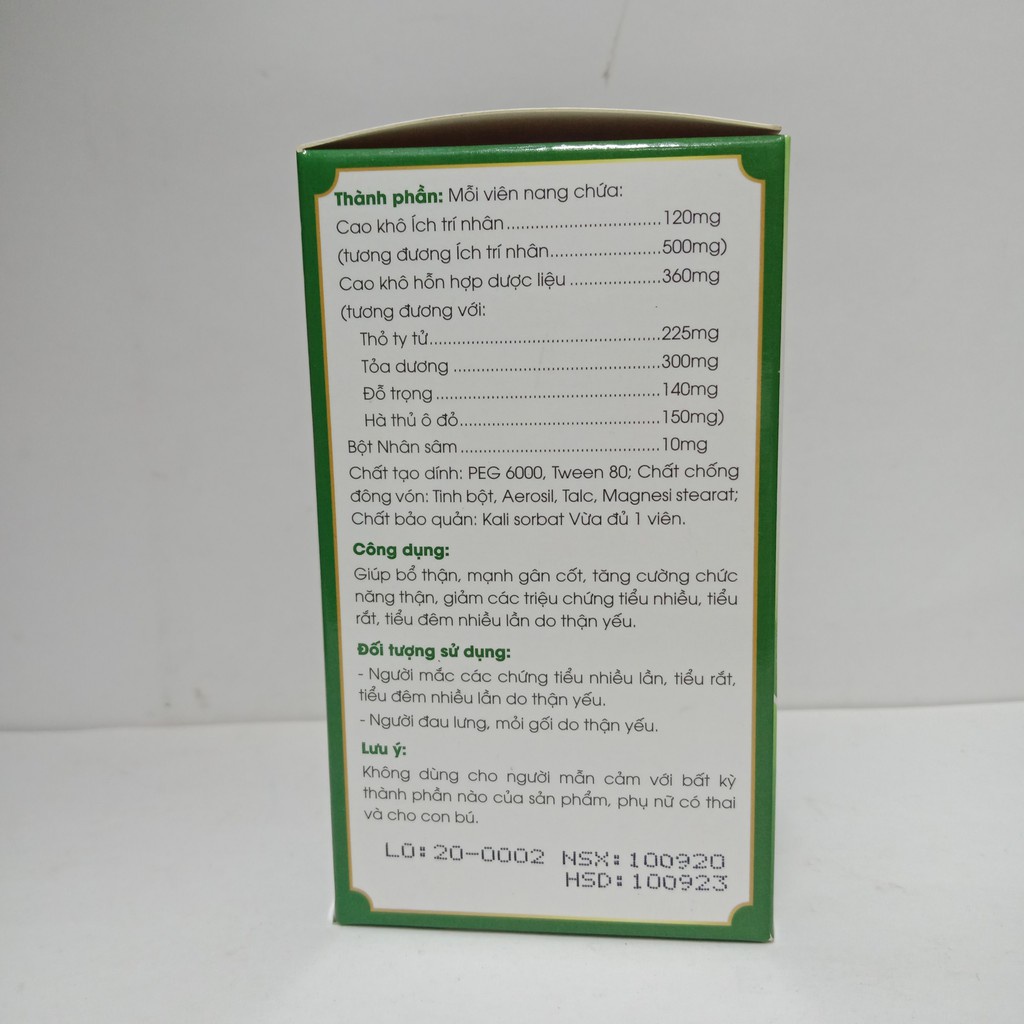 Thành phần: Mỗi viên nang chứa:
Cao khô Ích trí nhân................................120mg
(tương đương Ích trí nhân.......................500mg)
Cao khô hỗn hợp dược liệu...................360mg
(tương đương với:
Thỏ ty tử................................................225mg
Tỏa dương...........................................300mg
Đỗ trọng...............................................140mg
Hà thủ ô đỏ..........................................150mg)
Bột Nhân sâm.........................................10mg
Chất tạo dính: PEG 6000, Tween 80; Chất chống
đông vón: Tinh bột, Aerosil, Talc, Magnesi stearat;
Chất bảo quản: Kali sorbat Vừa đủ 1 viên.
Công dụng:
Giúp bổ thận, mạnh gân cốt, tăng cường chức
năng thận, giảm các triệu chứng tiểu nhiều, tiểu
rắt, tiểu đêm nhiều lần do thận yếu.
Đối tượng sử dụng:
- Người mắc các chứng tiểu nhiều lần, tiểu rắt,
tiểu đêm nhiều lần do thận yếu.
- Người đau lưng, mỏi gối do thận yếu.
Lưu ý:
Không dùng cho người mẫn cảm với bất kỳ
thành phần nào của sản phẩm, phụ nữ có thai
và cho con bú.
LO:20-0002 NSX:100920
HSD:100923